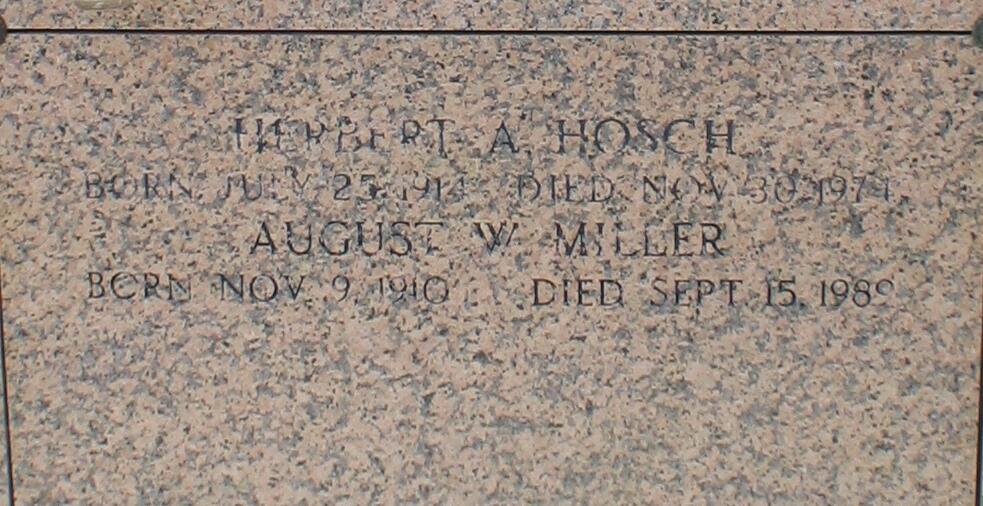 HERBERT A. HOSCH
BORN JULY 25, 1914 DIED NOV 30, 1974
AUGUST W MILLER
BORN NOV. 9, 1910 DIED SEPT. 15, 1989